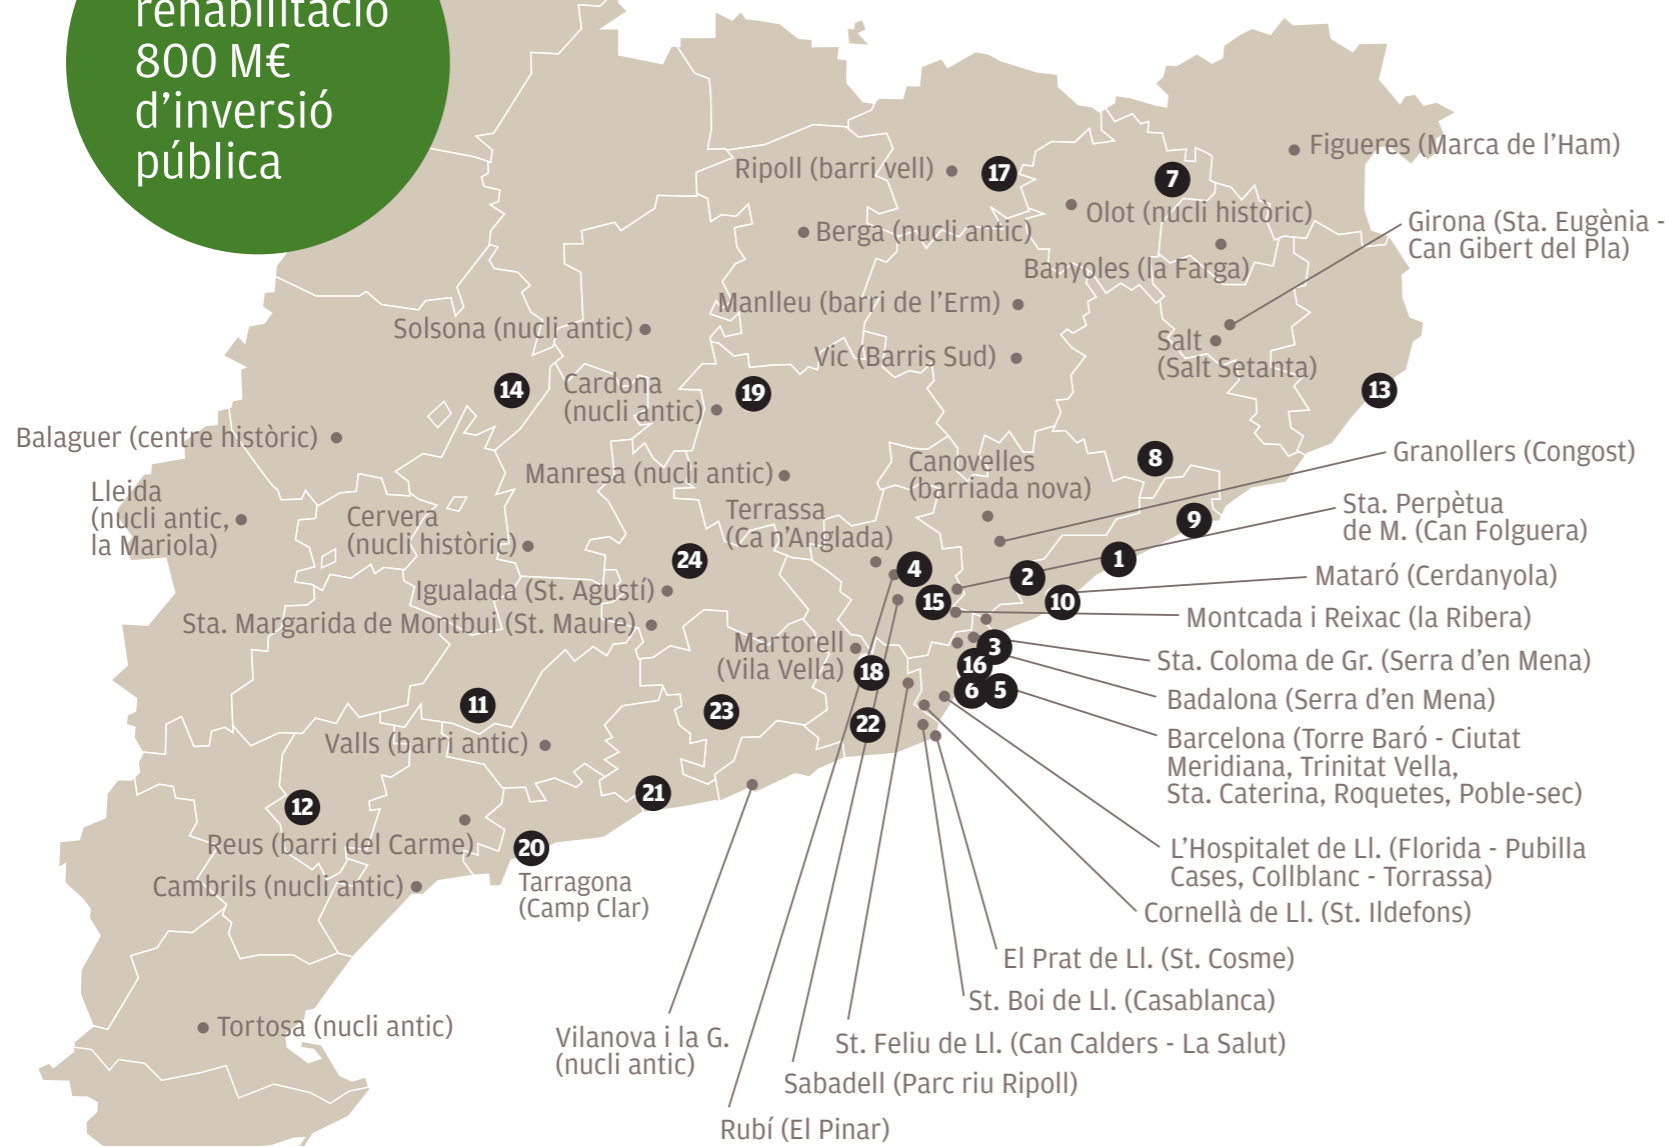 rehabilitació
800 M€
d'inversió
pública
Figueres (Marca de l'Ham)
Ripoll (barri vell)
17
7
Olot (nucli històric)
Girona (Sta. Eugènia -
Can Gibert del Pla)
Berga (nucli antic)
Banyoles (la Farga)
Manlleu (barri de l'Erm)
Solsona (nucli antic)
Salt
(Salt Setanta)
Vic (Barris Sud)
14
Cardona
(nucli antic)
19
13
Balaguer (centre històric)
Granollers (Congost)
8
Canovelles
(barriada nova)
Manresa (nucli antic)
Lleida
(nucli antic,
la Mariola)
Sta. Perpètua
de M. (Can Folguera)
Cervera
(nucli històric)
Terrassa
(Ca n'Anglada)
9
24
4
2
1
Mataró (Cerdanyola)
Igualada (St. Agustí)
15
10
Montcada i Reixac (la Ribera)
Sta. Margarida de Montbui (St. Maure)
Martorell
(Vila Vella)
18
3
16
6
5
Sta. Coloma de Gr. (Serra d'en Mena)
Badalona (Serra d'en Mena)
11
23
22
Valls (barri antic)
Barcelona (Torre Baró - Ciutat
Meridiana, Trinitat Vella,
Sta. Caterina, Roquetes, Poble-sec)
21
12
Reus (barri del Carme)
20
L'Hospitalet de Ll. (Florida - Pubilla
Cases, Collblanc - Torrassa)
Cambrils (nucli antic)
Tarragona
(Camp Clar)
Cornellà de Ll. (St. Ildefons)
El Prat de Ll. (St. Cosme)
St. Boi de Ll. (Casablanca)
Tortosa (nucli antic)
Vilanova i la G.
(nucli antic)
St. Feliu de Ll. (Can Calders - La Salut)
Sabadell (Parc riu Ripoll)
Rubí (El Pinar)